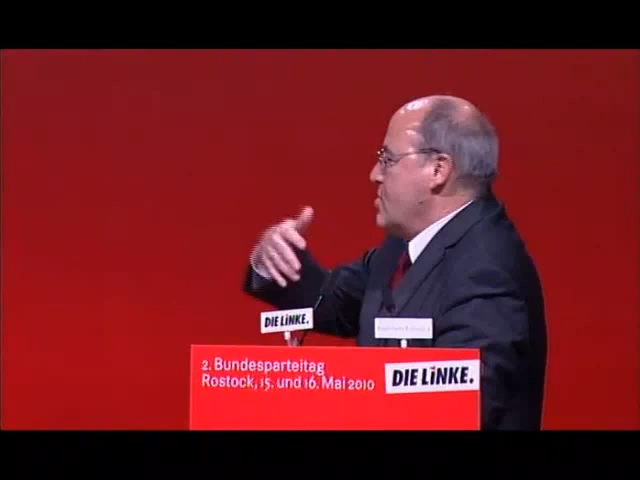 DIE LINKE.
2. Bundesparteitag
Rostock, 15. und 16. Mai 2010
DIE LINKE.